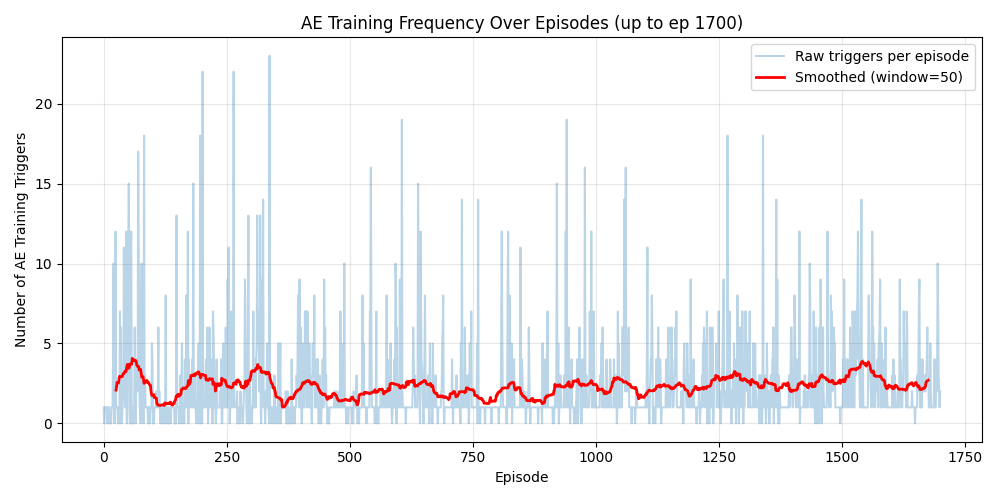 AE Training Frequency Over Episodes (up to ep 1700)
Raw triggers per episode
Smoothed (window=50)
Number of AE Training Triggers
20
15
10
5
0
0
250
500
750
1000
1250
1500
1750
Episode